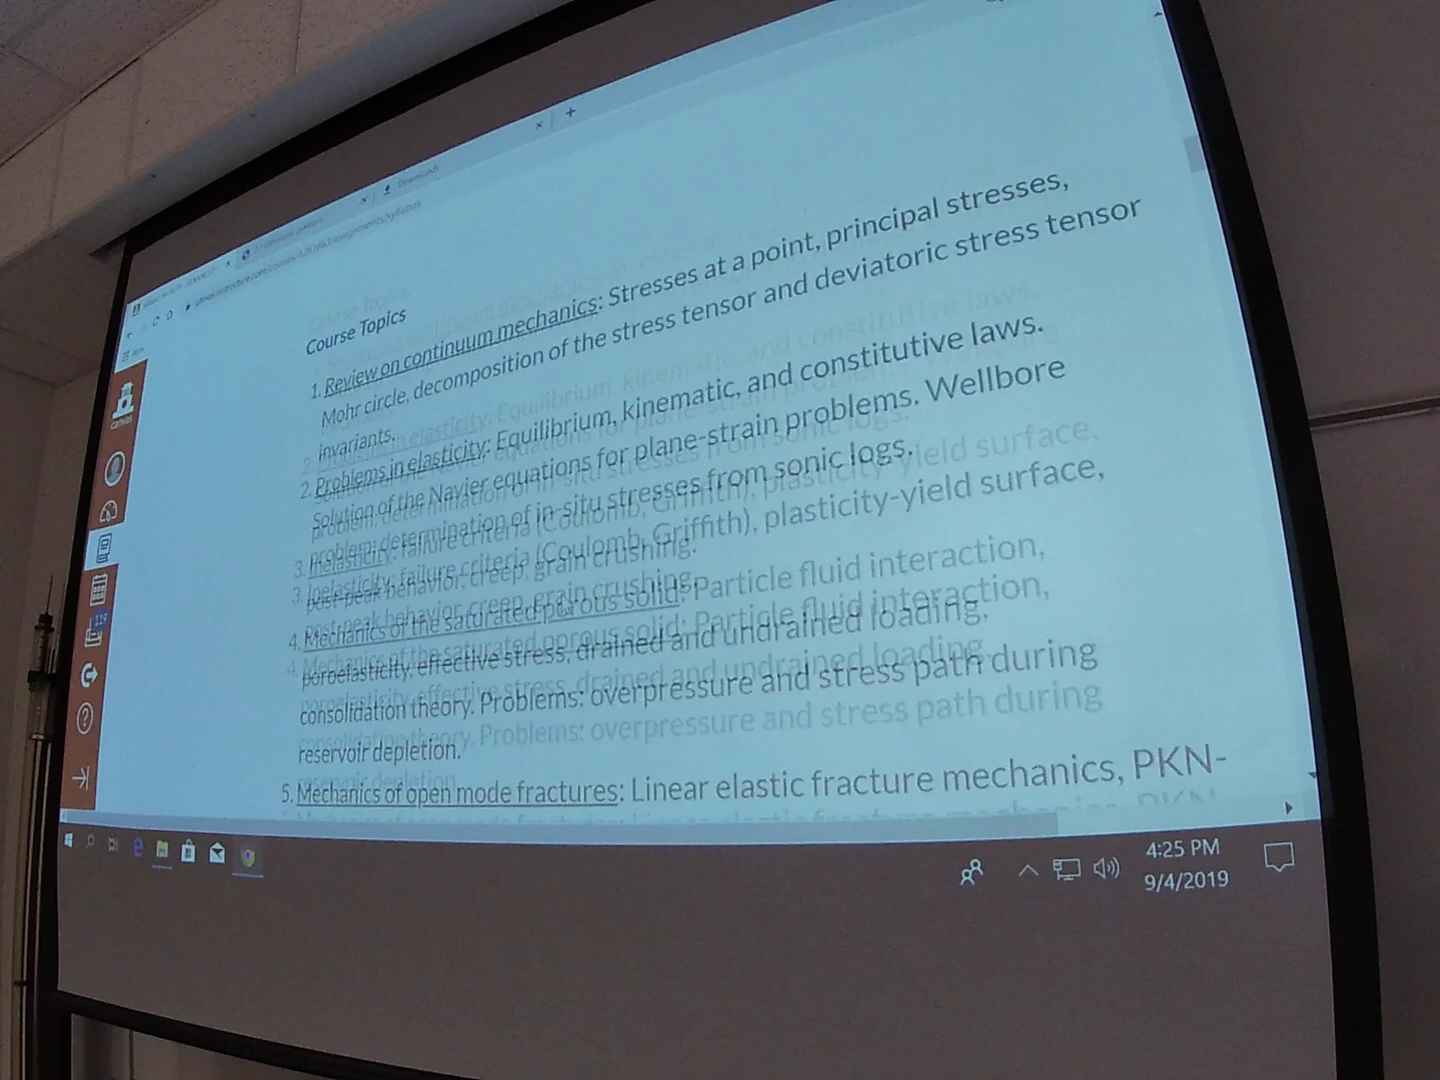 Downloads
Course Topics
1. Review on continuum mechanics: Stresses at a point, principal stresses,
Mohr circle, decomposition of the stress tensor and deviatoric stress tensor
invariants.
2. Problems in elasticity: Equilibrium, kinematic, and constitutive laws.
Solution of the Navier equations for plane-strain problems. Wellbore
problem: determination of in-situ stresses from sonic logs.
3. Inelasticity: failure criteria (Coulomb, Griffith), plasticity-yield surface,
post-peak behavior, creep, grain crushing.
4. Mechanics of the saturated porous solid: Particle fluid interaction,
poroelasticity, effective stress, drained and undrained loading,
consolidation theory. Problems: overpressure and stress path during
reservoir depletion.
5. Mechanics of open mode fractures: Linear elastic fracture mechanics, PKN-
canvas
119
4:25 PM
9/4/2019